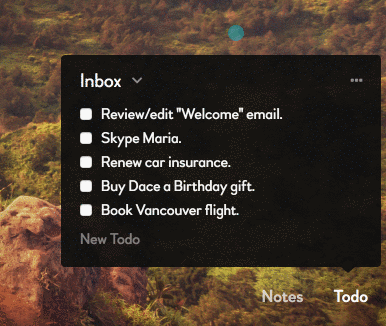 Inbox
Review/edit "Welcome" email.
Skype Maria.
Renew car insurance.
Buy Dace a Birthday gift.
Book Vancouver flight.
New Todo
Notes Todo